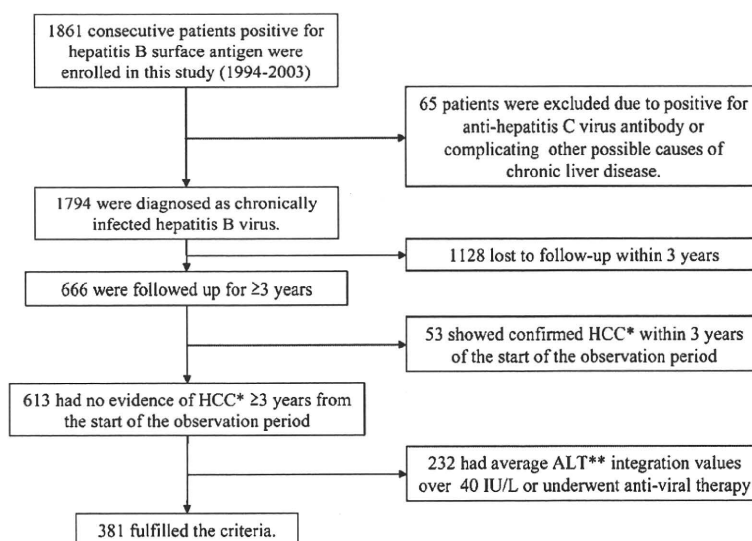 1861 consecutive patients positive for
hepatitis B surface antigen were
enrolled in this study (1994-2003)
65 patients were excluded due to positive for
anti-hepatitis C virus antibody or
complicating other possible causes of
chronic liver disease.
1794 were diagnosed as chronically
infected hepatitis B virus.
1128 lost to follow-up within 3 years
666 were followed up for ≥3 years
53 showed confirmed HCC* within 3 years
of the start of the observation period
613 had no evidence of HCC* ≥3 years from
the start of the observation period
232 had average ALT** integration values
over 40 IU/L or underwent anti-viral therapy
381 fulfilled the criteria.